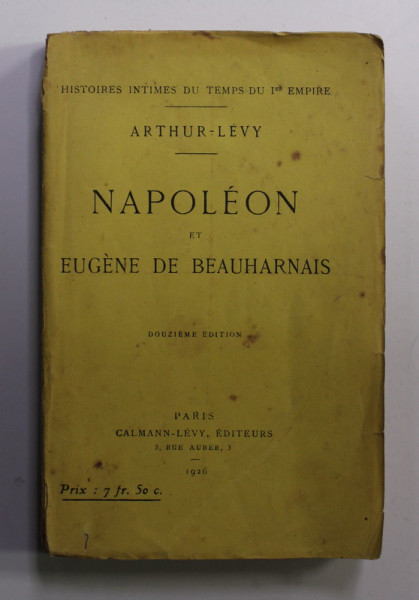 HISTOIRES INTIMES DU TEMPS DU Iᵉʳ EMPIRE
ARTHUR-LÉVY
NAPOLÉON
ET
EUGÈNE DE BEAUHARNAIS
DOUZIÈME ÉDITION
PARIS
CALMANN-LÉVY, ÉDITEURS
3, RUE AUBER, 3
1926
Prix : 7 fr. 50 c.